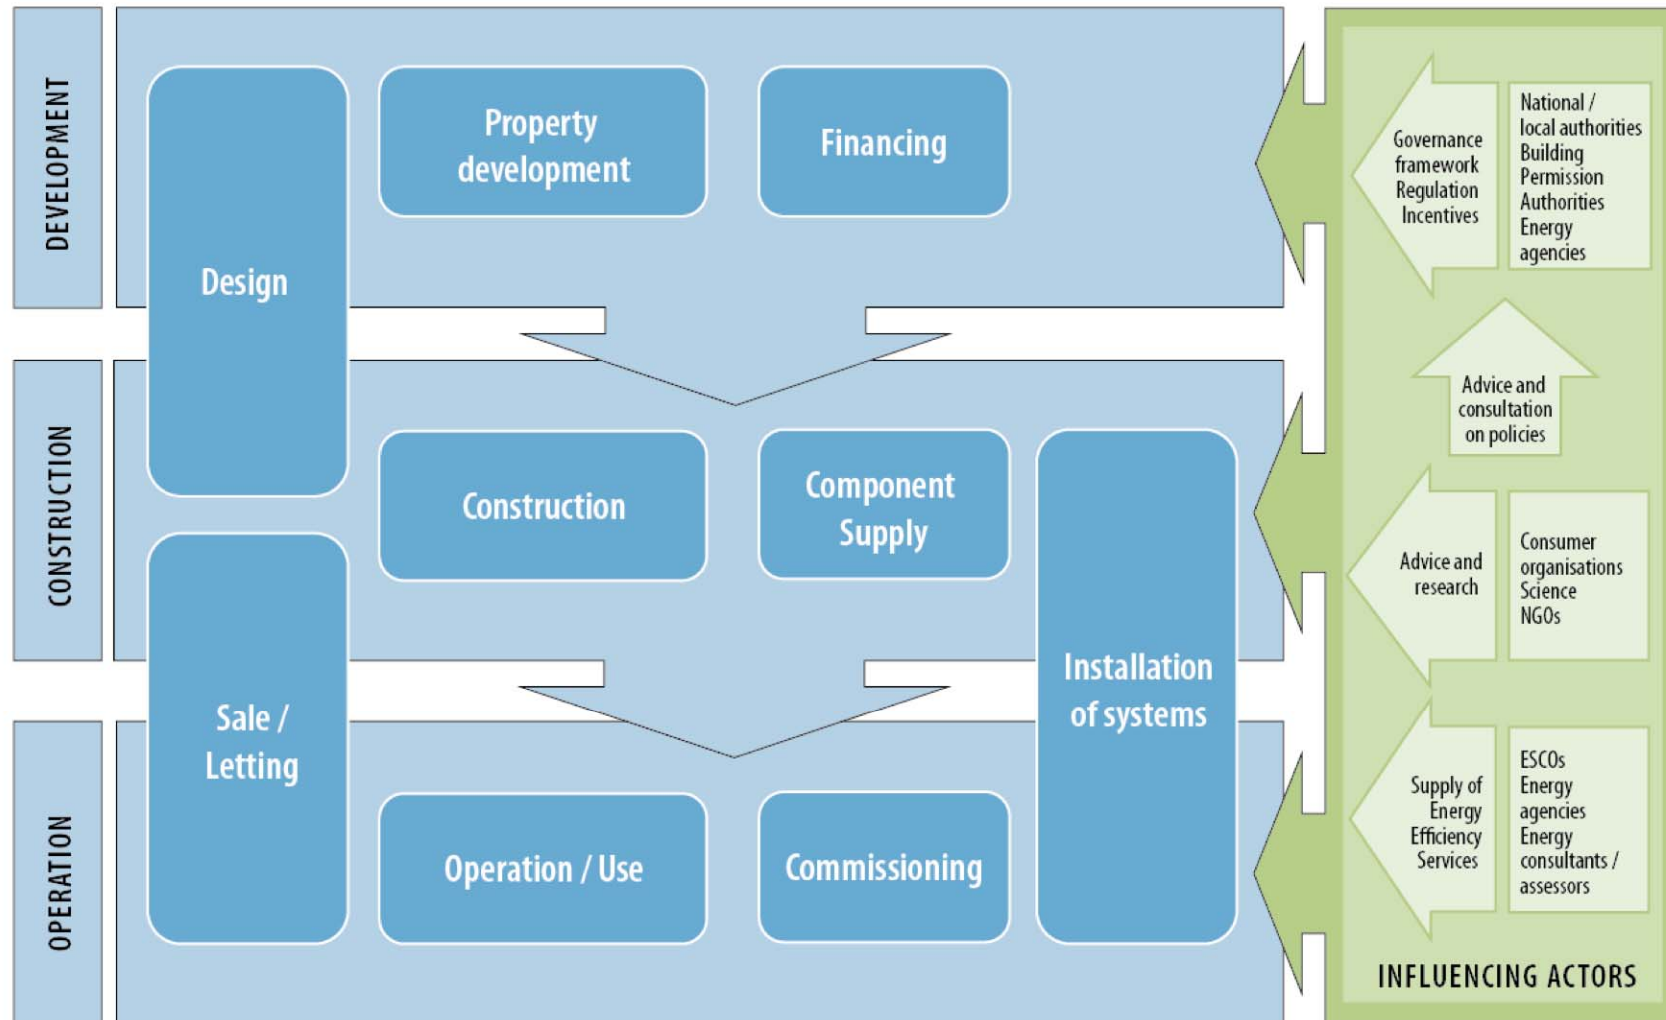 DEVELOPMENT
Design
Property
development
Financing
CONSTRUCTION
Construction
Component
Supply
Installation
of systems
Sale /
Letting
OPERATION
Operation / Use
Commissioning
Governance
framework
Regulation
Incentives
National /
local authorities
Building
Permission
Authorities
Energy
agencies
Advice and
consultation
on policies
Advice and
research
Consumer
organisations
Science
NGOs
Supply of
Energy
Efficiency
Services
ESCOs
Energy
agencies
Energy
consultants /
assessors
INFLUENCING ACTORS